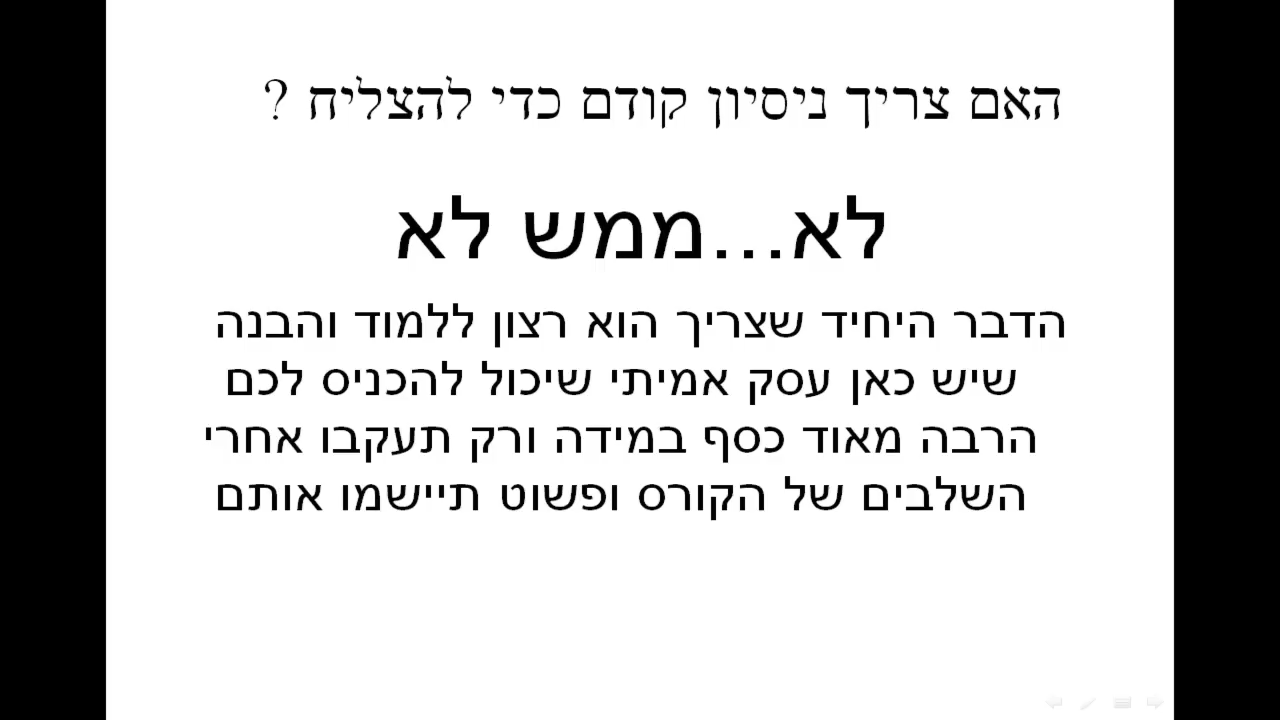 האם צריך ניסיון קודם כדי להצליח ?
לא...ממש לא
הדבר היחיד שצריך הוא רצון ללמוד והבנה
שיש כאן עסק אמיתי שיכול להכניס לכם
הרבה מאוד כסף במידה ורק תעקבו אחרי
השלבים של הקורס ופשוט תיישמו אותם